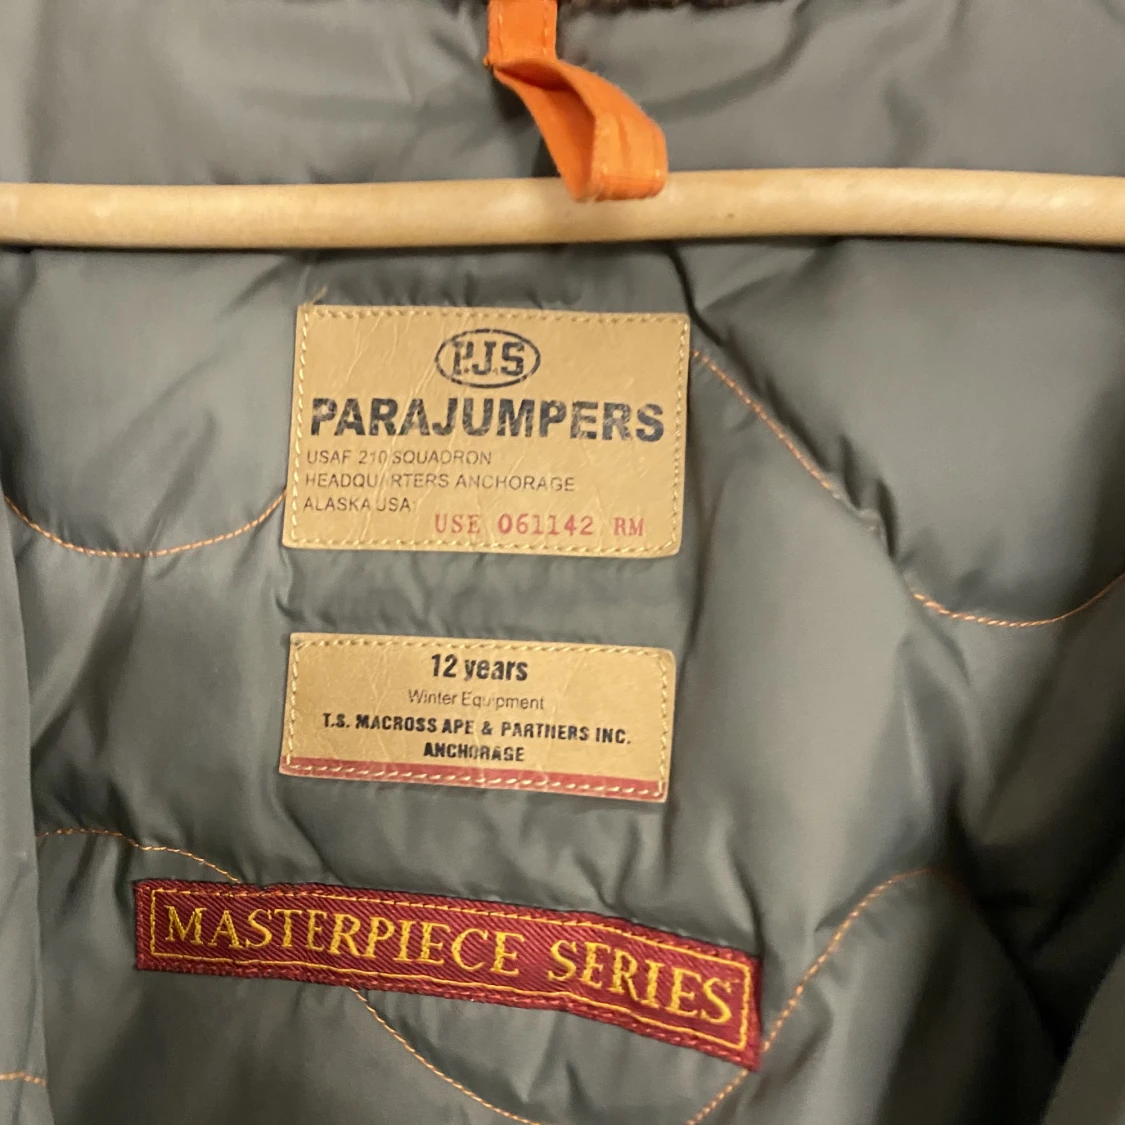 P.J.S
PARAJUMPERS
USAF 210 SQUADRON
HEADQUARTERS ANCHORAGE
ALASKA USA
USE 061142 RM
12 years
Winter Equipment
T.S. MACROSS APE & PARTNERS INC.
ANCHORAGE
MASTERPIECE SERIES